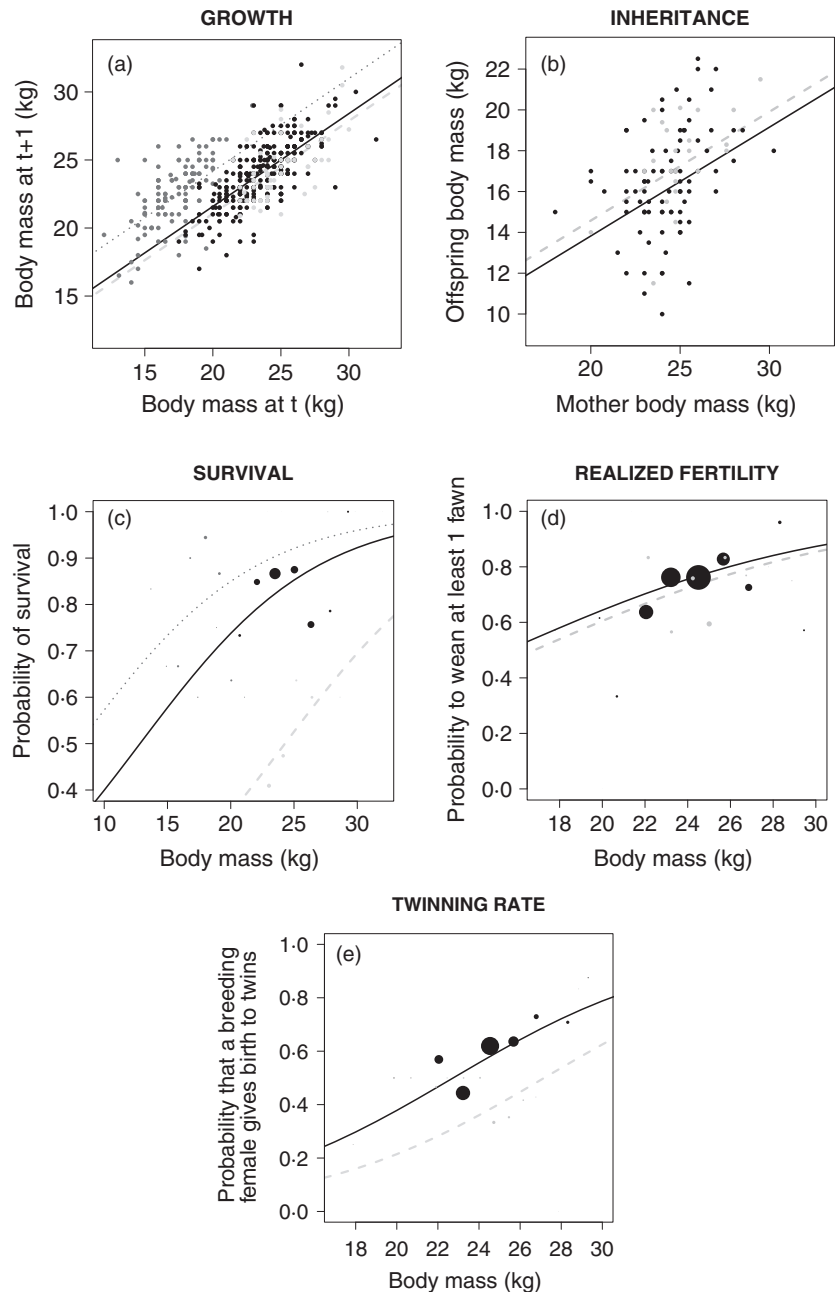 GROWTH
(a)
Body mass at t+1 (kg)
30
25
20
15
15 20 25 30
Body mass at t (kg)
INHERITANCE
(b)
Offspring body mass (kg)
22
20
18
16
14
12
10
20 25 30
Mother body mass (kg)
SURVIVAL
(c)
Probability of survival
1·0
0·9
0·8
0·7
0·6
0·5
0·4
10 15 20 25 30
Body mass (kg)
REALIZED FERTILITY
(d)
Probability to wean at least 1 fawn
1·0
0·8
0·6
0·4
0·2
0·0
18 20 22 24 26 28 30
Body mass (kg)
TWINNING RATE
(e)
Probability that a breeding
female gives birth to twins
1·0
0·8
0·6
0·4
0·2
0·0
18 20 22 24 26 28 30
Body mass (kg)